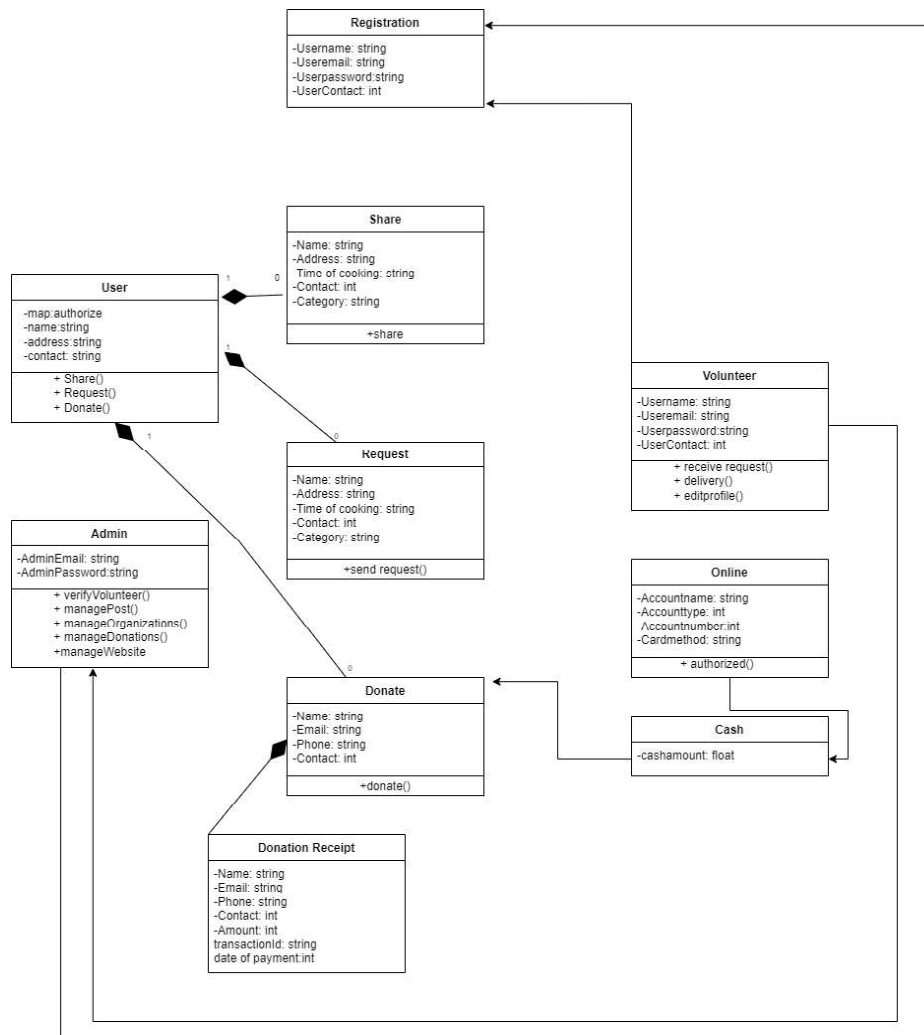 Registration
-Username: string
-Useremail: string
-Userpassword:string
-UserContact: int
Share
-Name: string
-Address: string
Time of cooking: string
-Contact: int
-Category: string
+share
1
0
User
-map:authorize
-name:string
-address:string
-contact: string
+ Share()
+ Request()
+ Donate()
1
1
0
Volunteer
-Username: string
-Useremail: string
-Userpassword:string
-UserContact: int
+ receive request()
+ delivery()
+ editprofile()
Request
-Name: string
-Address: string
-Time of cooking: string
-Contact: int
-Category: string
+send request()
Admin
-AdminEmail: string
-AdminPassword:string
+ verifyVolunteer()
+ managePost()
+ manageOrganizations()
+ manageDonations()
+manageWebsite
Online
-Accountname: string
-Accounttype: int
Accountnumber:int
-Cardmethod: string
+ authorized()
0
Donate
-Name: string
-Email: string
-Phone: string
-Contact: int
+donate()
Cash
-cashamount: float
Donation Receipt
-Name: string
-Email: string
-Phone: string
-Contact: int
-Amount: int
transactionId: string
date of payment:int